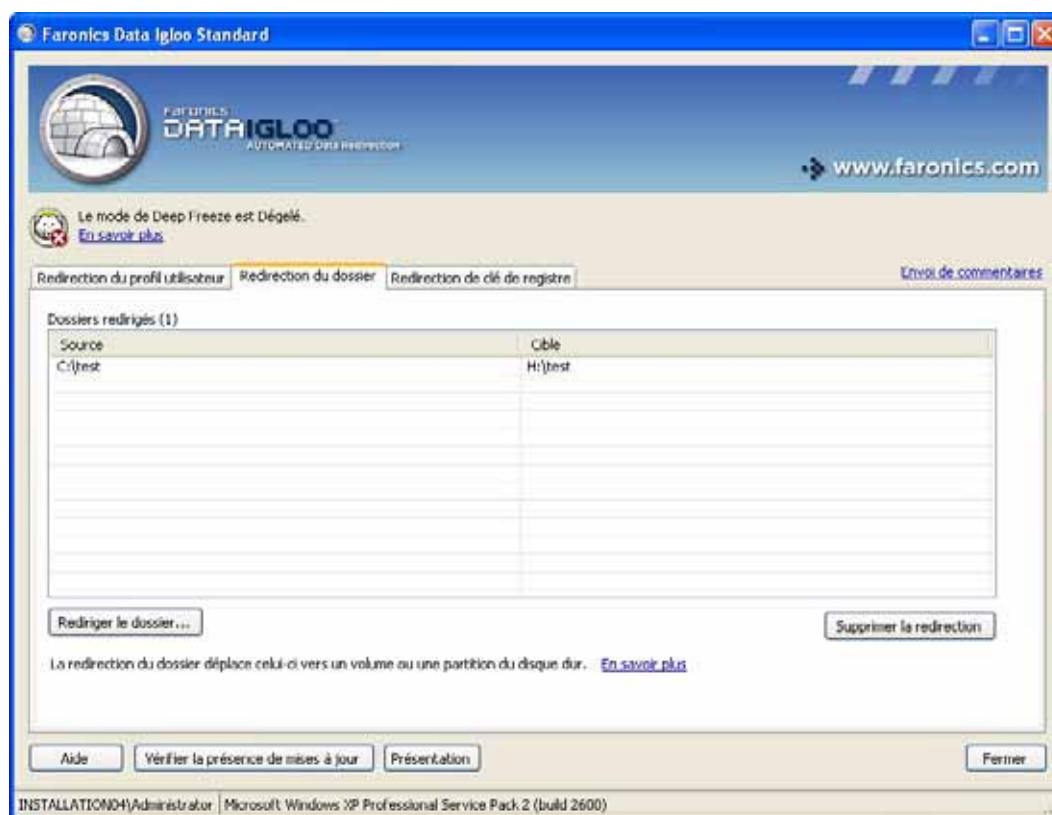 Faronics Data Igloo Standard
FARONICS
DATAIGLOO
AUTOMATED Data Redirection
www.faronics.com
Le mode de Deep Freeze est Dégelé.
En savoir plus
Redirection du profil utilisateur
Redirection du dossier
Redirection de clé de registre
Envoi de commentaires
Dossiers redirigés (1)
Source Cible
C:\test H:\test
Rediriger le dossier...
Supprimer la redirection
La redirection du dossier déplace celui-ci vers un volume ou une partition du disque dur. En savoir plus
Aide
Vérifier la présence de mises à jour
Présentation
Fermer
INSTALLATION04\Administrator Microsoft Windows XP Professional Service Pack 2 (build 2600)